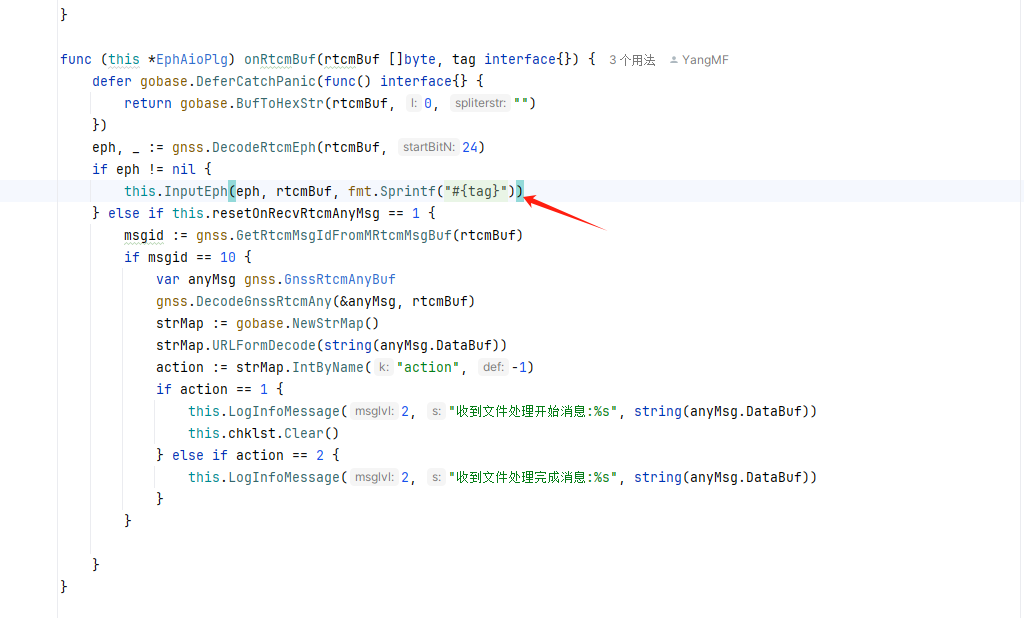 }
func (this *EphAioPlg) onRtcmBuf(rtcmBuf []byte, tag interface{}) { 3 个用法 YangMF
defer gobase.DeferCatchPanic(func() interface{} {
return gobase.BufToHexStr(rtcmBuf, l: 0, spliterstr: "")
})
eph, _ := gnss.DecodeRtcmEph(rtcmBuf, startBitN: 24)
if eph != nil {
this.InputEph(eph, rtcmBuf, fmt.Sprintf("#{tag}"))
} else if this.resetOnRecvRtcmAnyMsg == 1 {
msgid := gnss.GetRtcmMsgIdFromMRtcmMsgBuf(rtcmBuf)
if msgid == 10 {
var anyMsg gnss.GnssRtcmAnyBuf
gnss.DecodeGnssRtcmAny(&anyMsg, rtcmBuf)
strMap := gobase.NewStrMap()
strMap.URLFormDecode(string(anyMsg.DataBuf))
action := strMap.IntByName( k: "action", def: -1)
if action == 1 {
this.LogInfoMessage( msglvl: 2, s: "收到文件处理开始消息:%s", string(anyMsg.DataBuf))
this.chklst.Clear()
} else if action == 2 {
this.LogInfoMessage( msglvl: 2, s: "收到文件处理完成消息:%s", string(anyMsg.DataBuf))
}
}
}
}